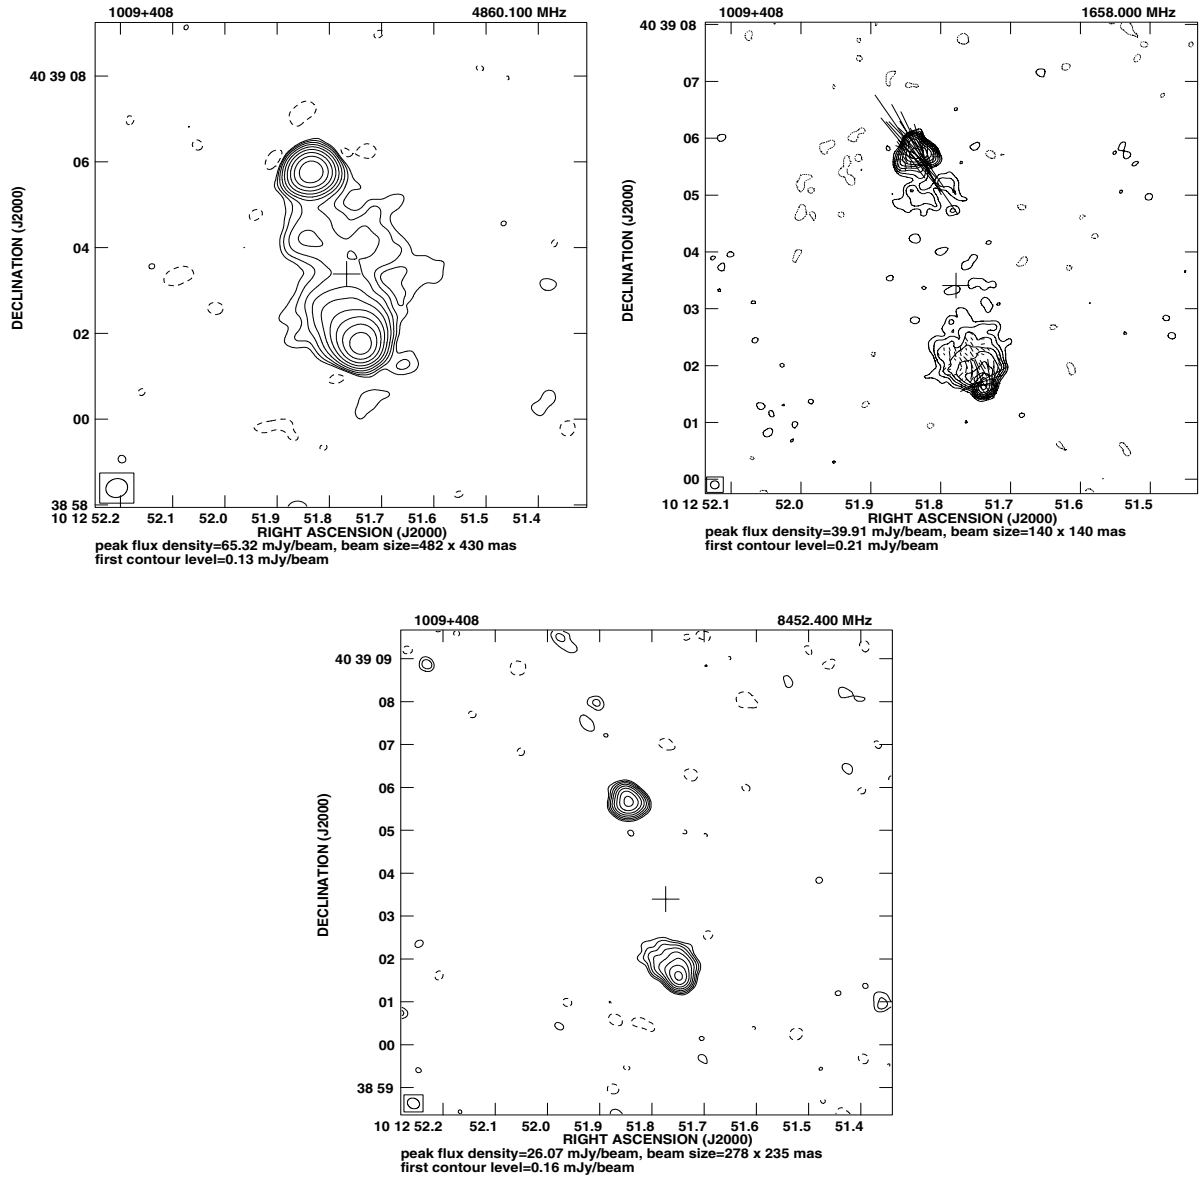 1009+408 4860.100 MHz
40 39 08
06
04
02
00
38 58
DECLINATION (J2000)
10 12 52.2 52.1 52.0 51.9 51.8 51.7 51.6 51.5 51.4
RIGHT ASCENSION (J2000)
peak flux density=65.32 mJy/beam, beam size=482 x 430 mas
first contour level=0.13 mJy/beam
1009+408 1658.000 MHz
40 39 08
07
06
05
04
03
02
01
00
DECLINATION (J2000)
10 12 52.1 52.0 51.9 51.8 51.7 51.6 51.5
RIGHT ASCENSION (J2000)
peak flux density=39.91 mJy/beam, beam size=140 x 140 mas
first contour level=0.21 mJy/beam
1009+408 8452.400 MHz
40 39 09
08
07
06
05
04
03
02
01
00
38 59
DECLINATION (J2000)
10 12 52.2 52.1 52.0 51.9 51.8 51.7 51.6 51.5 51.4
RIGHT ASCENSION (J2000)
peak flux density=26.07 mJy/beam, beam size=278 x 235 mas
first contour level=0.16 mJy/beam